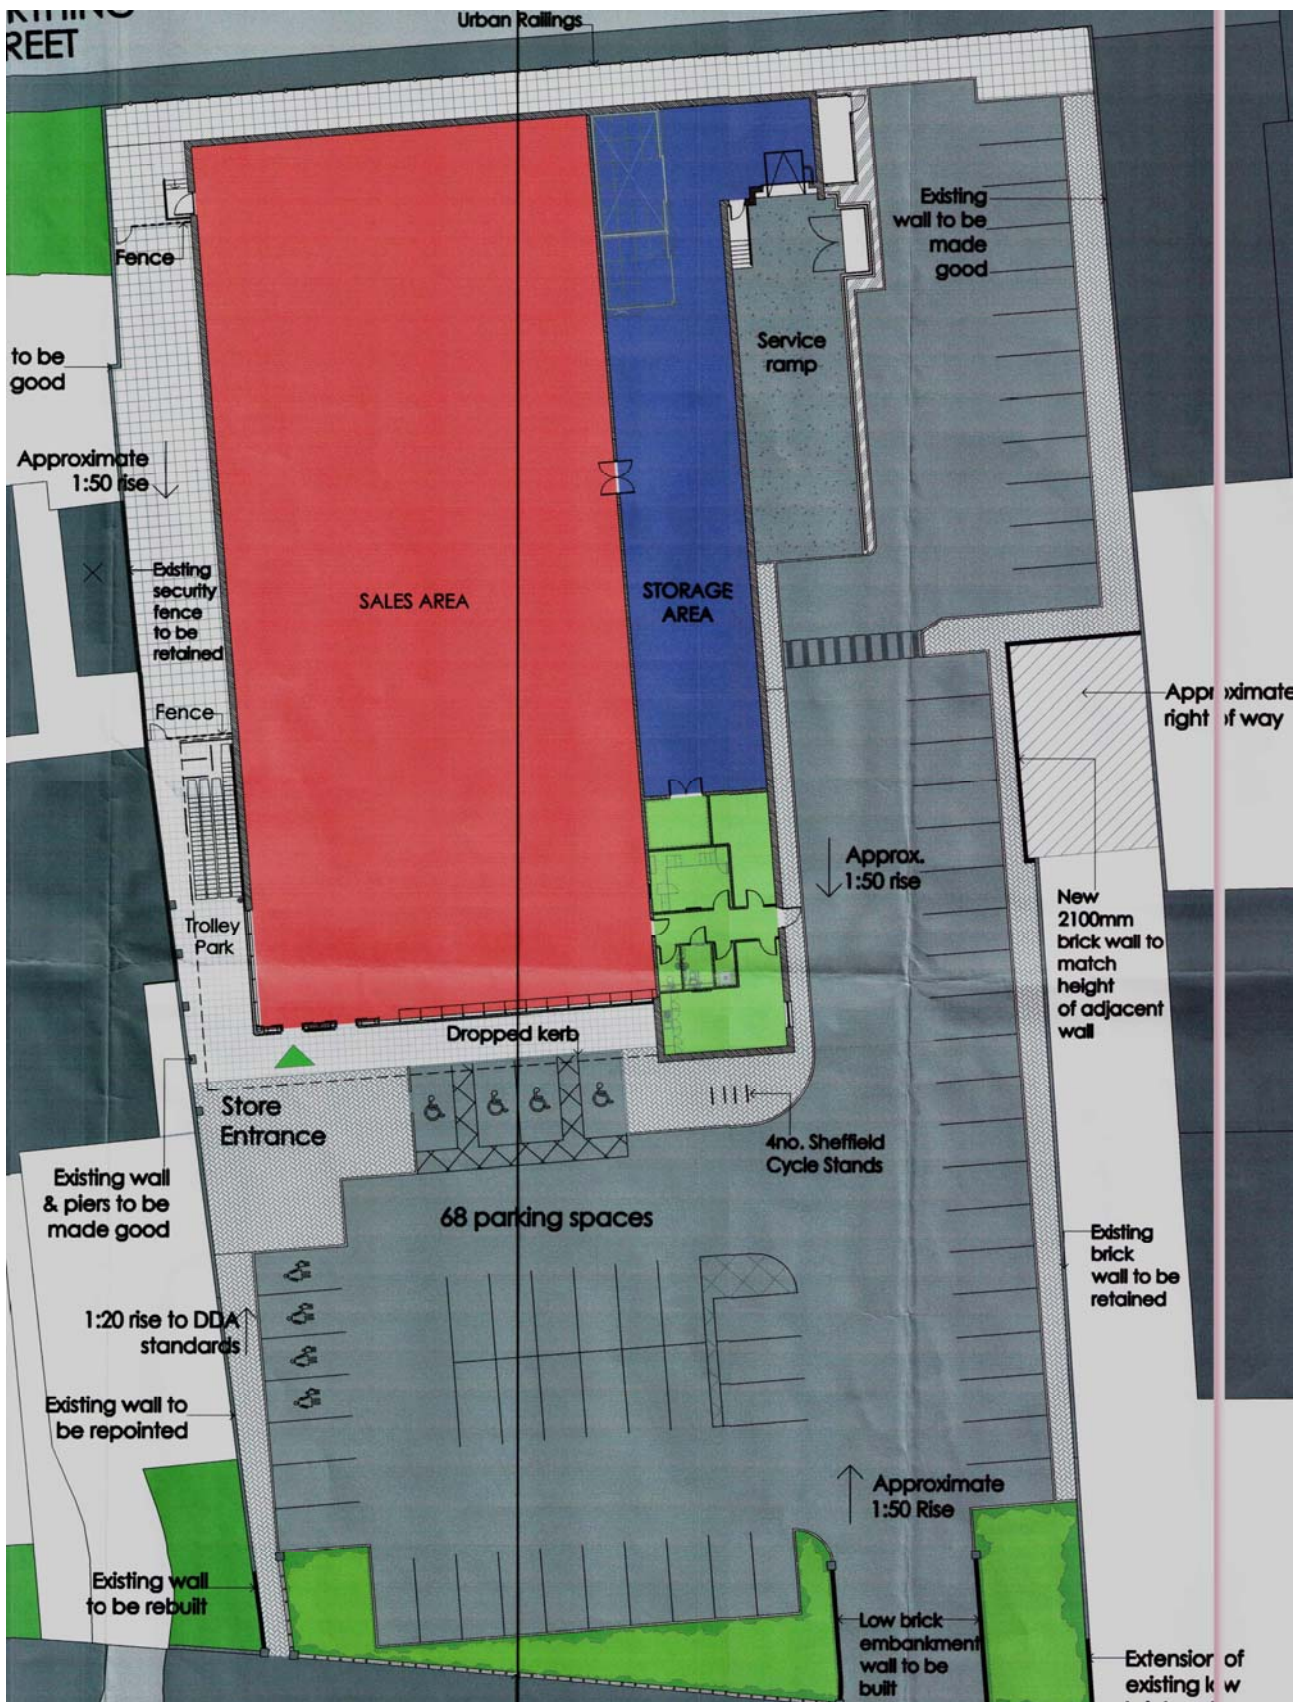 REET
Urban Railings
Existing
wall to be
made
good
Fence
Service
ramp
to be
good
Approximate
1:50 rise
Existing
security
fence
to be
retained
SALES AREA
STORAGE
AREA
Fence
Approximate
right of way
Approx.
1:50 rise
Trolley
Park
New
2100mm
brick wall to
match
height
of adjacent
wall
Dropped kerb
Store
Entrance
4no. Sheffield
Cycle Stands
Existing wall
& piers to be
made good
68 parking spaces
Existing
brick
wall to be
retained
1:20 rise to DDA
standards
Existing wall to
be repointed
Approximate
1:50 Rise
Existing wall
to be rebuilt
Low brick
embankment
wall to be
built
Extension of
existing low